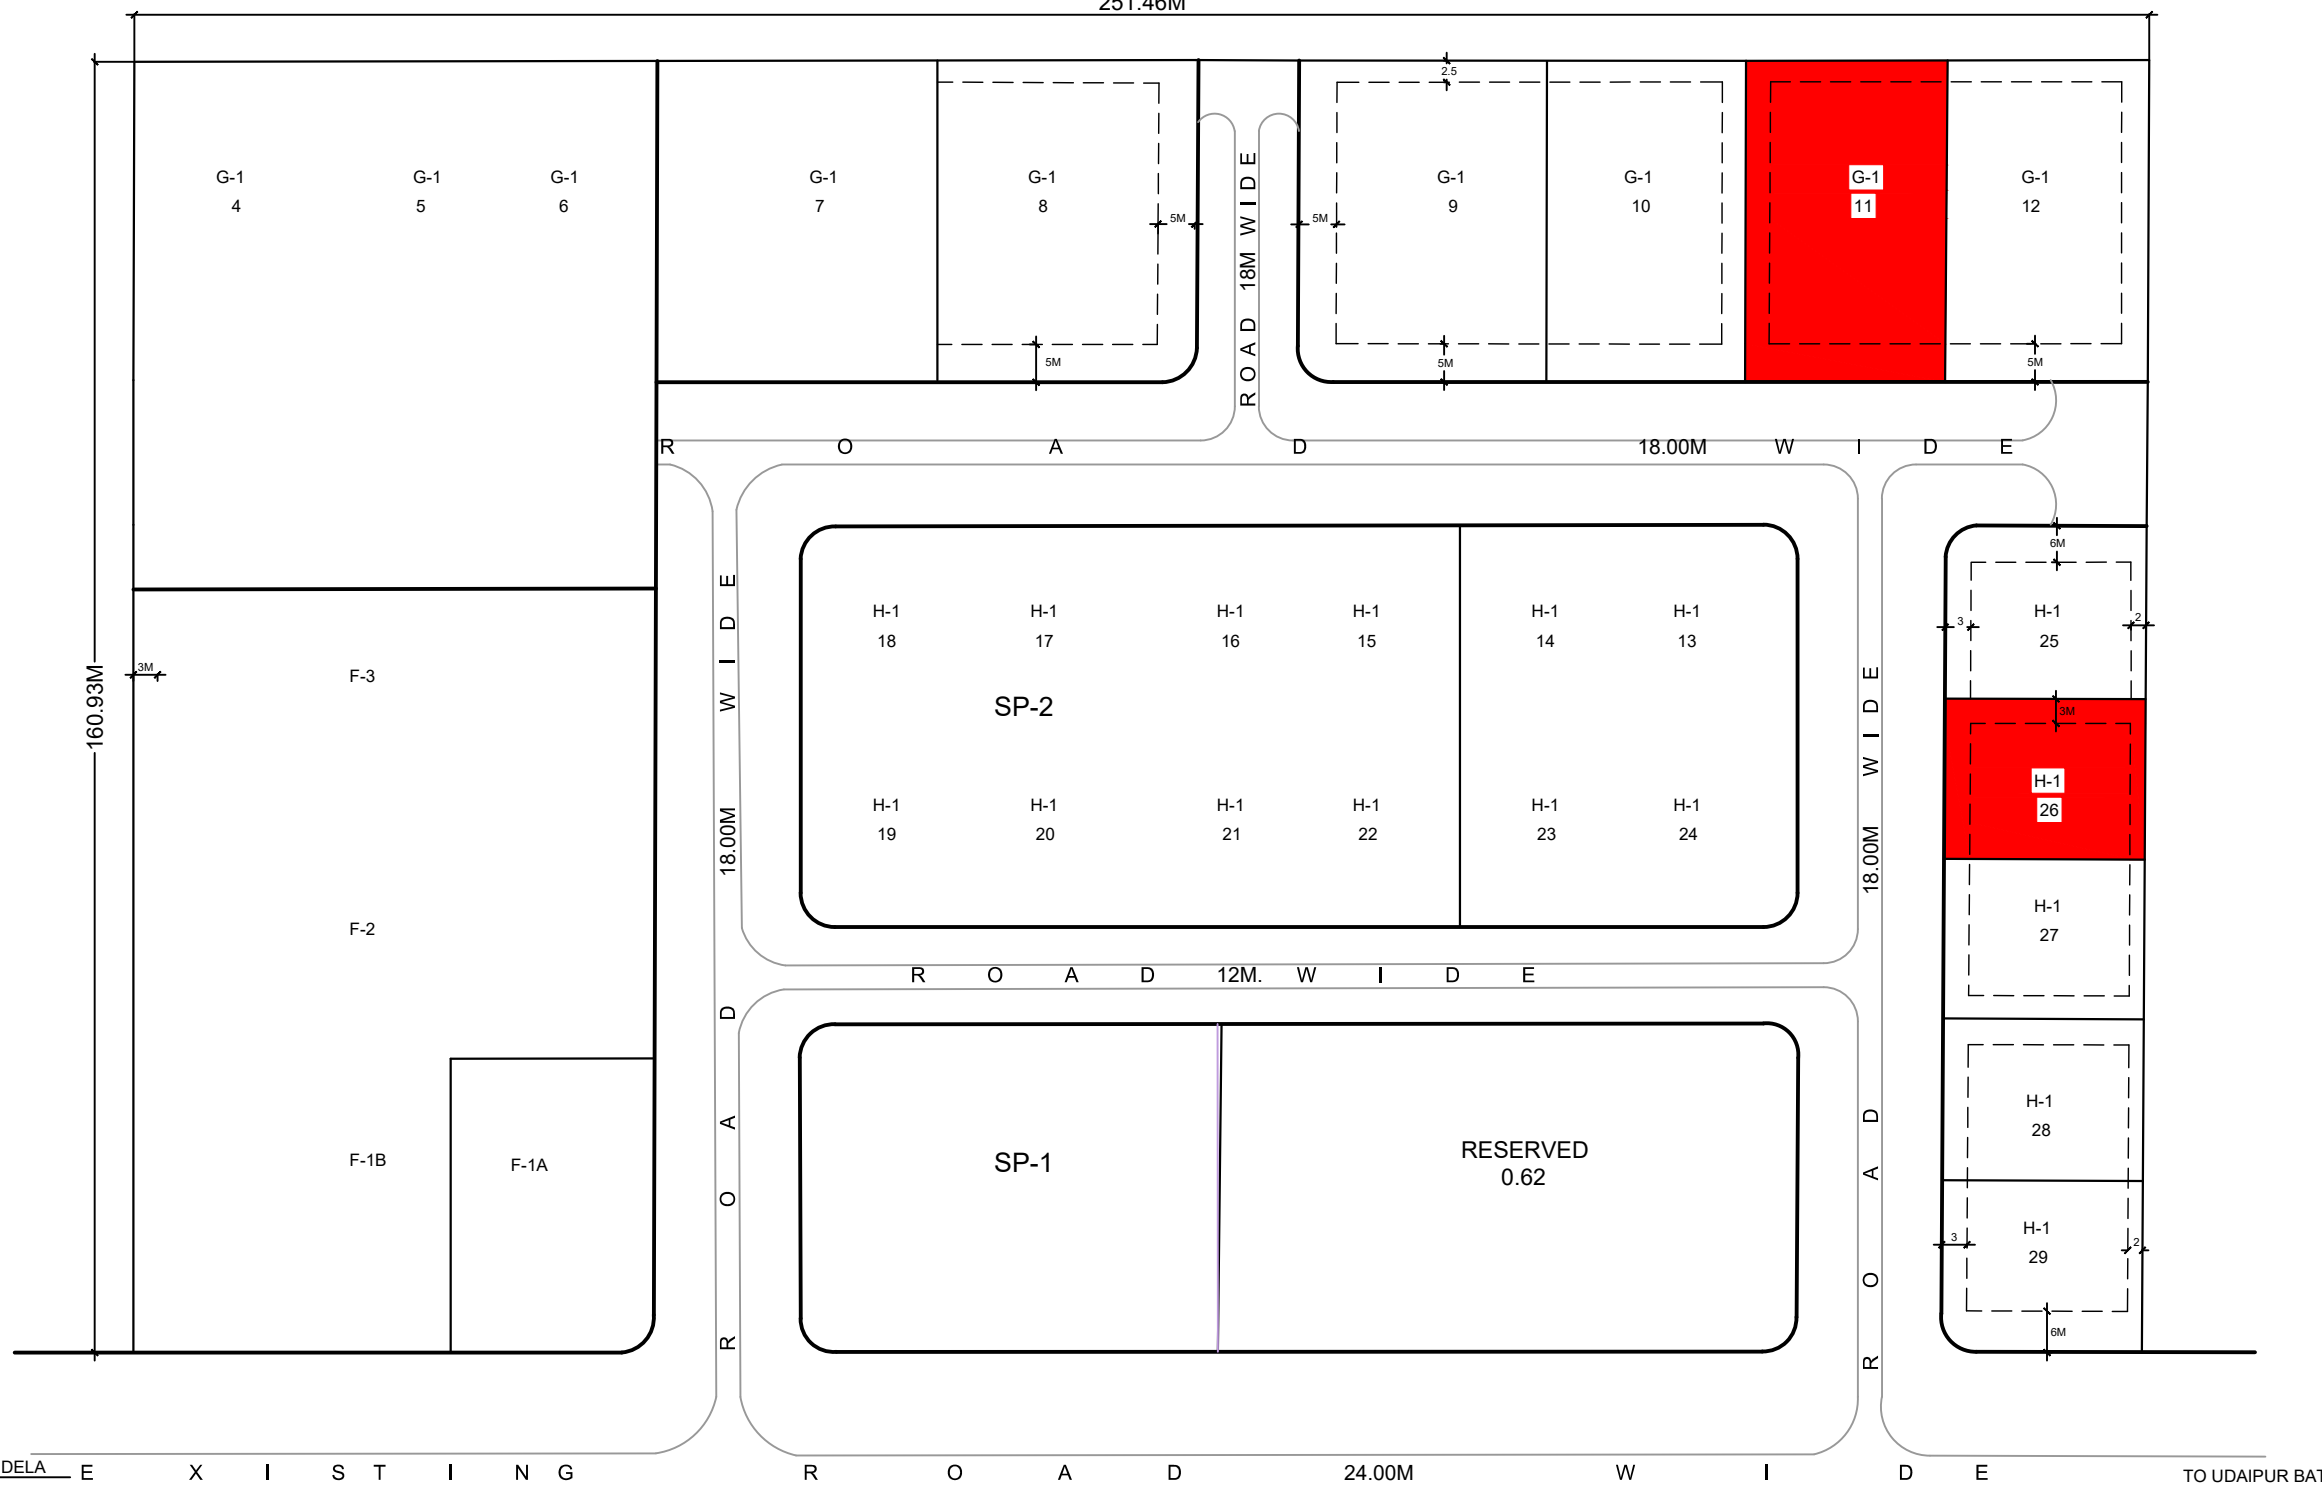 251.46M
2.5
G-1
4
G-1
5
G-1
6
G-1
7
G-1
8
G-1
9
G-1
10
G-1
11
G-1
12
5M
5M
5M
5M
5M
ROAD 18M WIDE
ROAD 18.00M WIDE
160.93M
3M
F-3
F-2
F-1B
F-1A
ROAD 18.00M WIDE
H-1
18
H-1
17
H-1
16
H-1
15
H-1
14
H-1
13
SP-2
H-1
19
H-1
20
H-1
21
H-1
22
H-1
23
H-1
24
ROAD 12M. WIDE
SP-1
RESERVED
0.62
ROAD 18.00M WIDE
6M
3
2
H-1
25
3M
H-1
26
H-1
27
H-1
28
H-1
29
3
2
6M
DELA
EXISTING ROAD 24.00M WIDE
TO UDAIPUR BAT